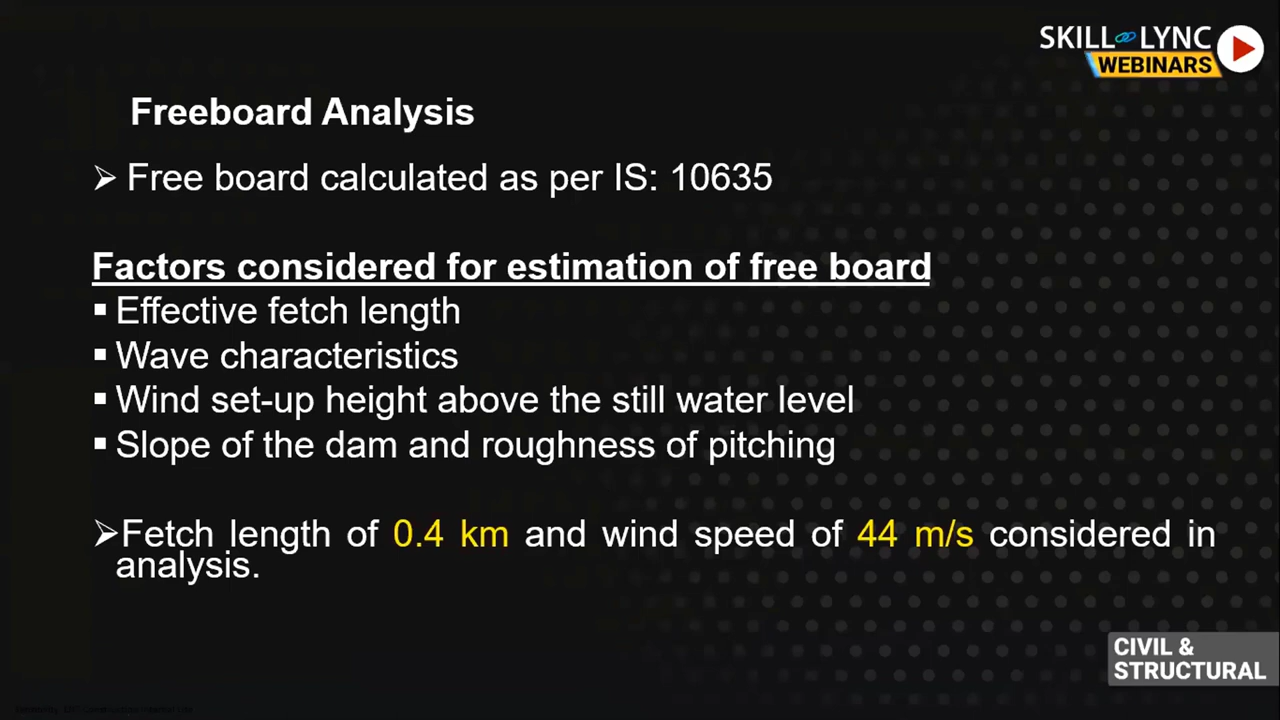 SKILL LYNC
WEBINARS
Freeboard Analysis
➢ Free board calculated as per IS: 10635
Factors considered for estimation of free board
▪ Effective fetch length
▪ Wave characteristics
▪ Wind set-up height above the still water level
▪ Slope of the dam and roughness of pitching
➢Fetch length of 0.4 km and wind speed of 44 m/s considered in
analysis.
CIVIL &
STRUCTURAL